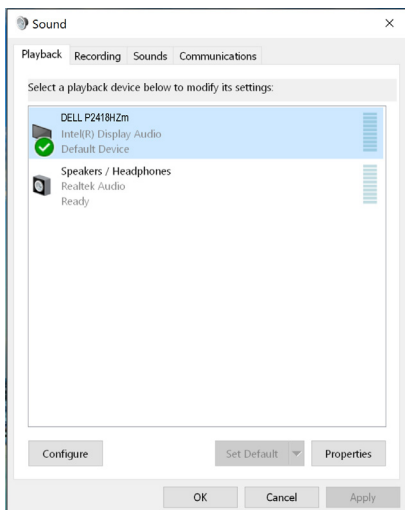 Sound
Playback Recording Sounds Communications
Select a playback device below to modify its settings:
DELL P2418HZm
Intel(R) Display Audio
Default Device
Speakers / Headphones
Realtek Audio
Ready
Configure Set Default Properties
OK Cancel Apply